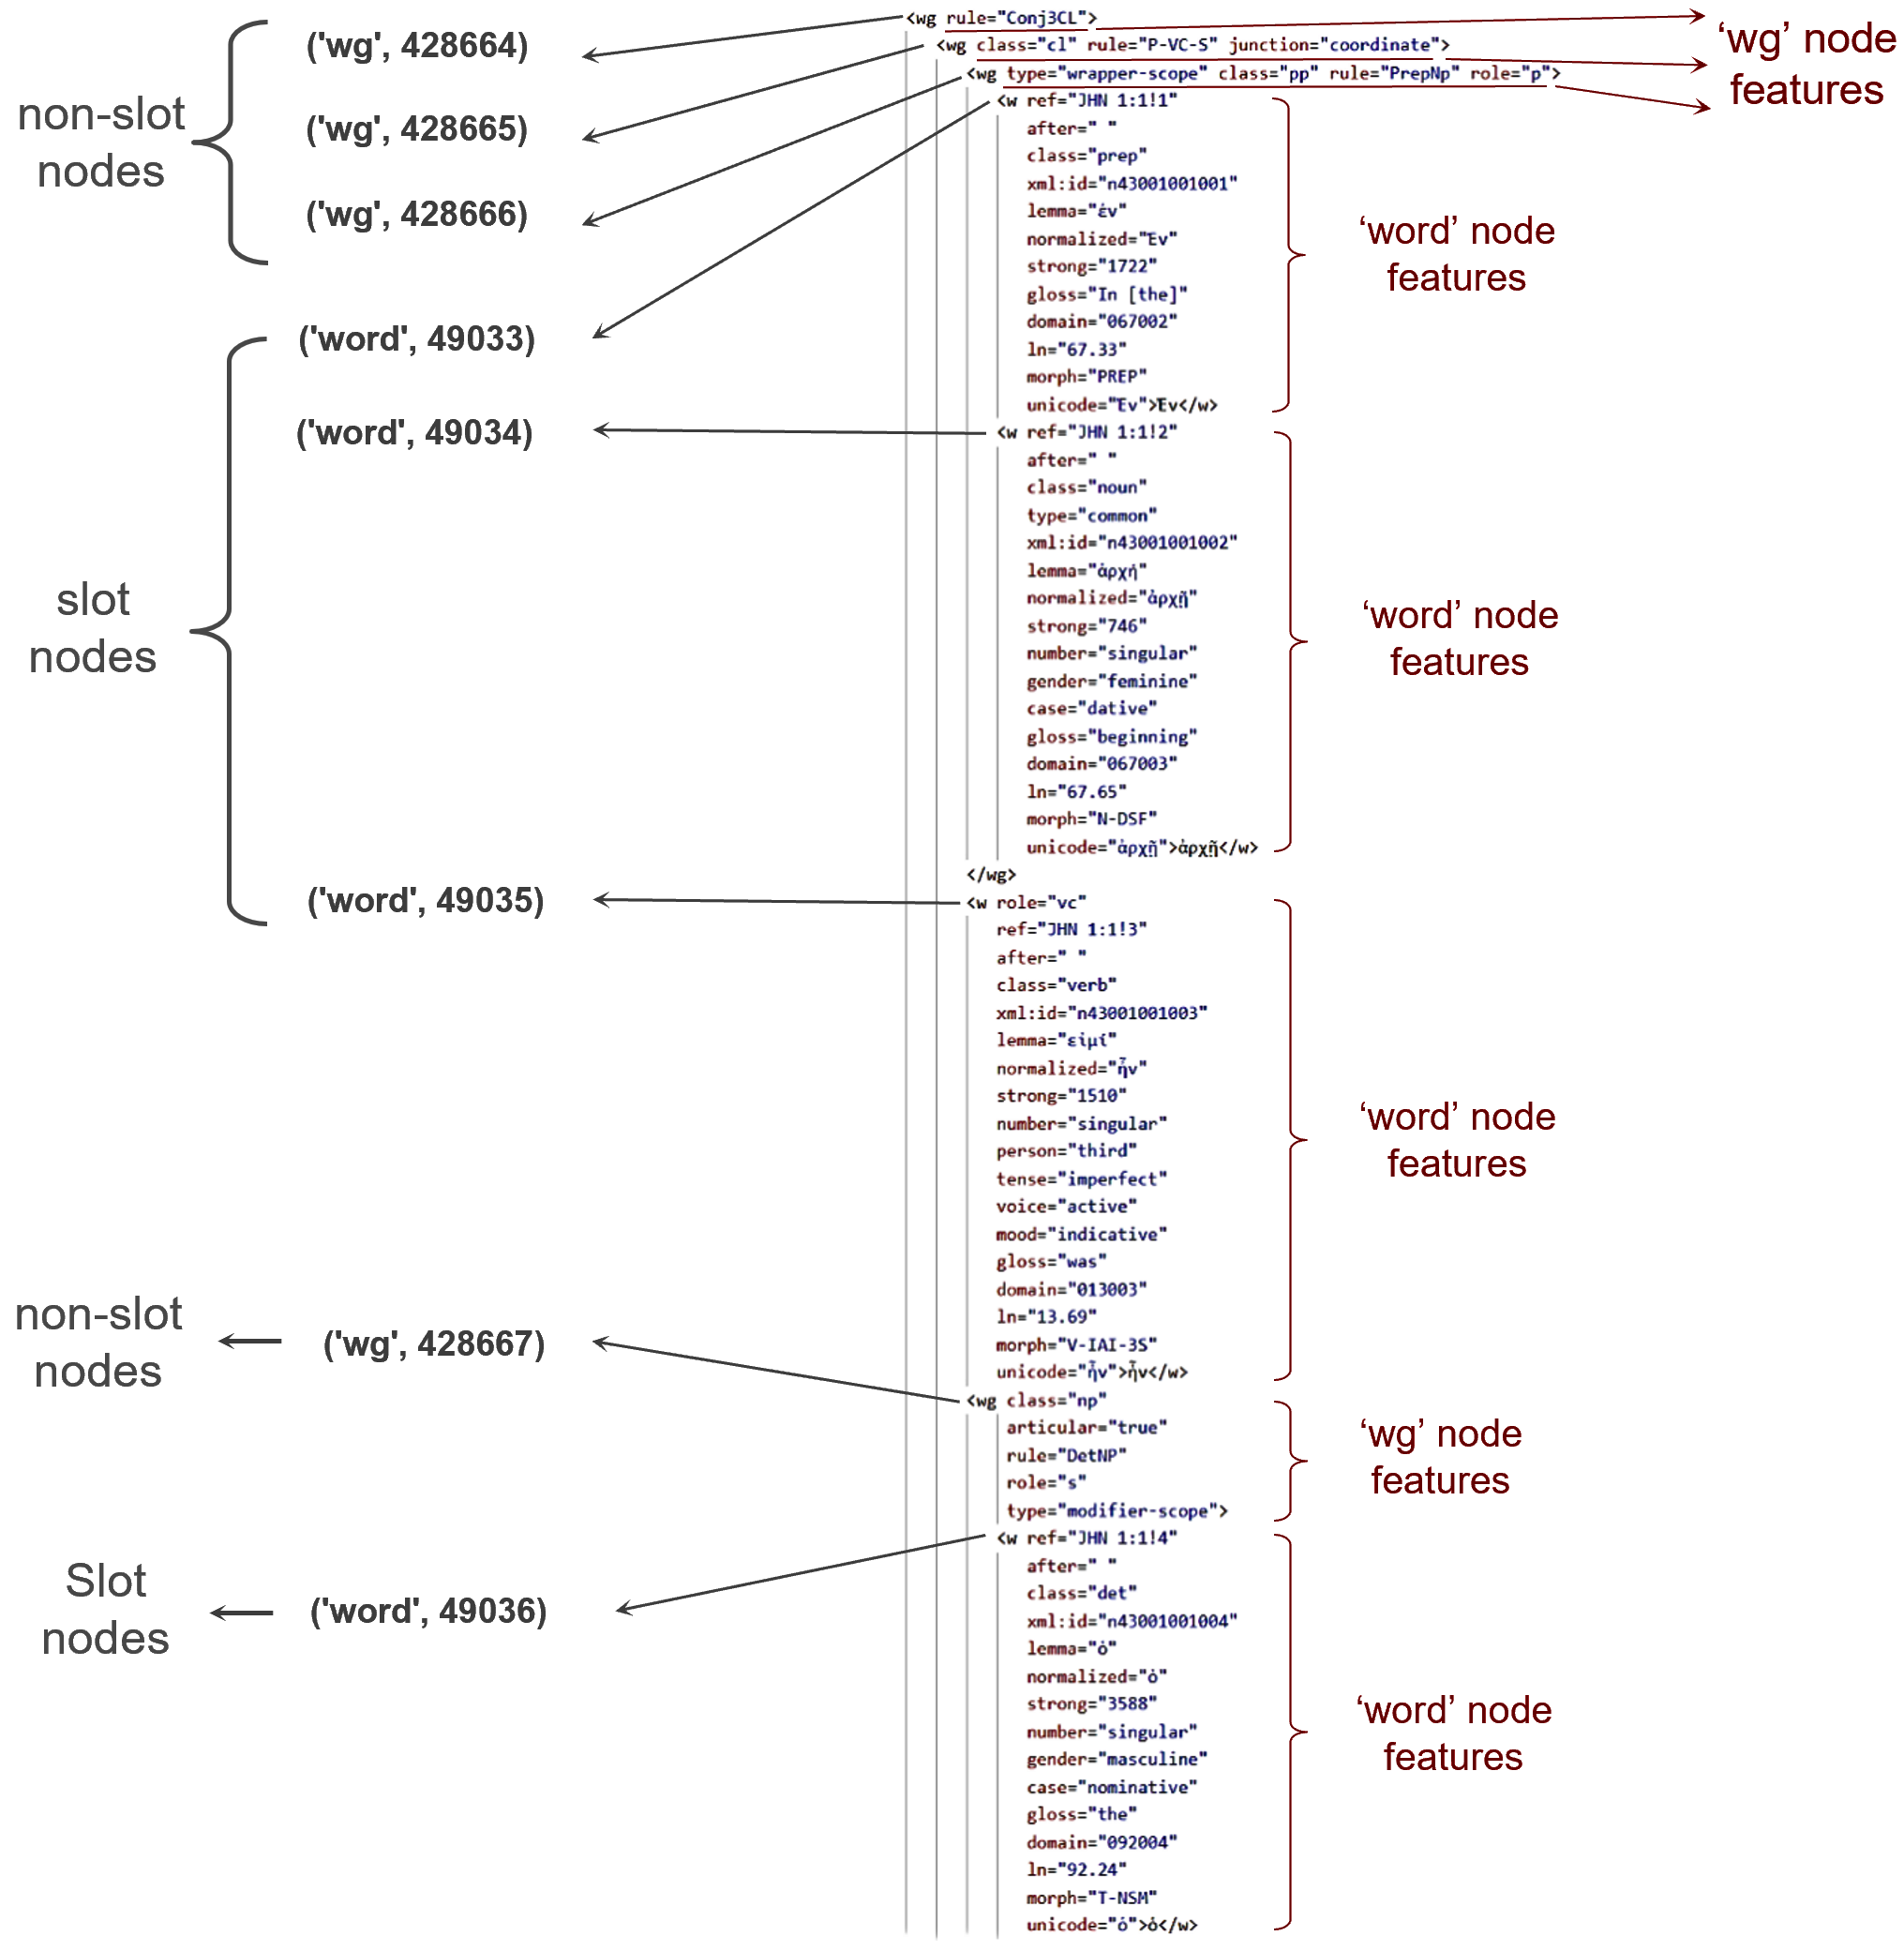 <wg rule="Conj3CL">
<wg class="cl" rule="P-VC-S" junction="coordinate">
<wg type="wrapper-scope" class="pp" rule="PrepNp" role="p">
‘wg’ node
features
non-slot
nodes
('wg', 428664)
('wg', 428665)
('wg', 428666)
slot
nodes
('word', 49033)
('word', 49034)
('word', 49035)
<w ref="JHN 1:1!1"
after=" "
class="prep"
xml:id="n43001001001"
lemma="ἐν"
normalized="Ἐν"
strong="1722"
gloss="In [the]"
domain="067002"
ln="67.33"
morph="PREP"
unicode="Ἐν">Ἐν</w>
‘word’ node
features
<w ref="JHN 1:1!2"
after=" "
class="noun"
type="common"
xml:id="n43001001002"
lemma="ἀρχή"
normalized="ἀρχῇ"
strong="746"
number="singular"
gender="feminine"
case="dative"
gloss="beginning"
domain="067003"
ln="67.65"
morph="N-DSF"
unicode="ἀρχῇ">ἀρχῇ</w>
‘word’ node
features
</wg>
<w role="vc"
ref="JHN 1:1!3"
after=" "
class="verb"
xml:id="n43001001003"
lemma="εἰμί"
normalized="ἦν"
strong="1510"
number="singular"
person="third"
tense="imperfect"
voice="active"
mood="indicative"
gloss="was"
domain="013003"
ln="13.69"
morph="V-IAI-3S"
unicode="ἦν">ἦν</w>
‘word’ node
features
non-slot
nodes
('wg', 428667)
<wg class="np"
articular="true"
rule="DetNP"
role="s"
type="modifier-scope">
‘wg’ node
features
Slot
nodes
('word', 49036)
<w ref="JHN 1:1!4"
after=" "
class="det"
xml:id="n43001001004"
lemma="ὁ"
normalized="ὁ"
strong="3588"
number="singular"
gender="masculine"
case="nominative"
gloss="the"
domain="092004"
ln="92.24"
morph="T-NSM"
unicode="ὁ">ὁ</w>
‘word’ node
features